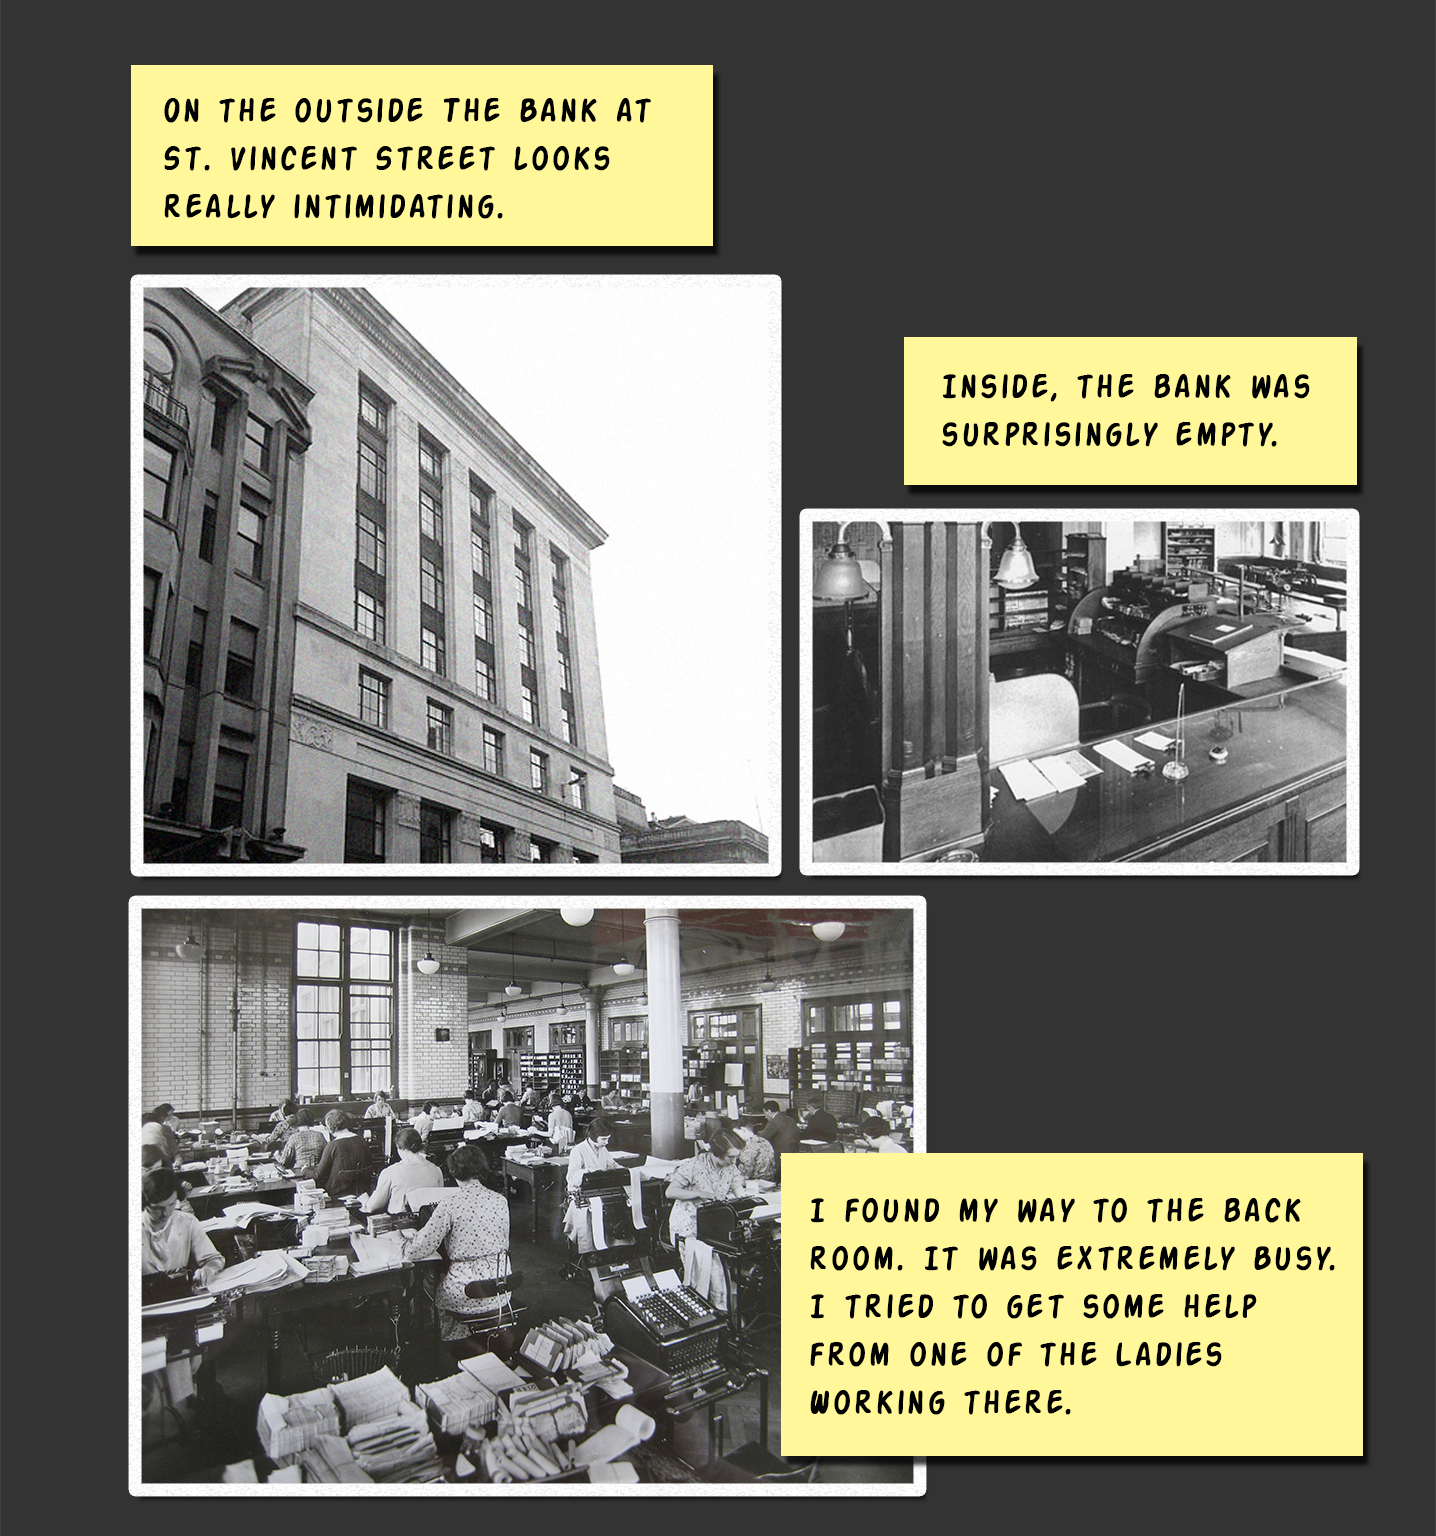 ON THE OUTSIDE THE BANK AT
ST. VINCENT STREET LOOKS
REALLY INTIMIDATING.
INSIDE, THE BANK WAS
SURPRISINGLY EMPTY.
I FOUND MY WAY TO THE BACK
ROOM. IT WAS EXTREMELY BUSY.
I TRIED TO GET SOME HELP
FROM ONE OF THE LADIES
WORKING THERE.